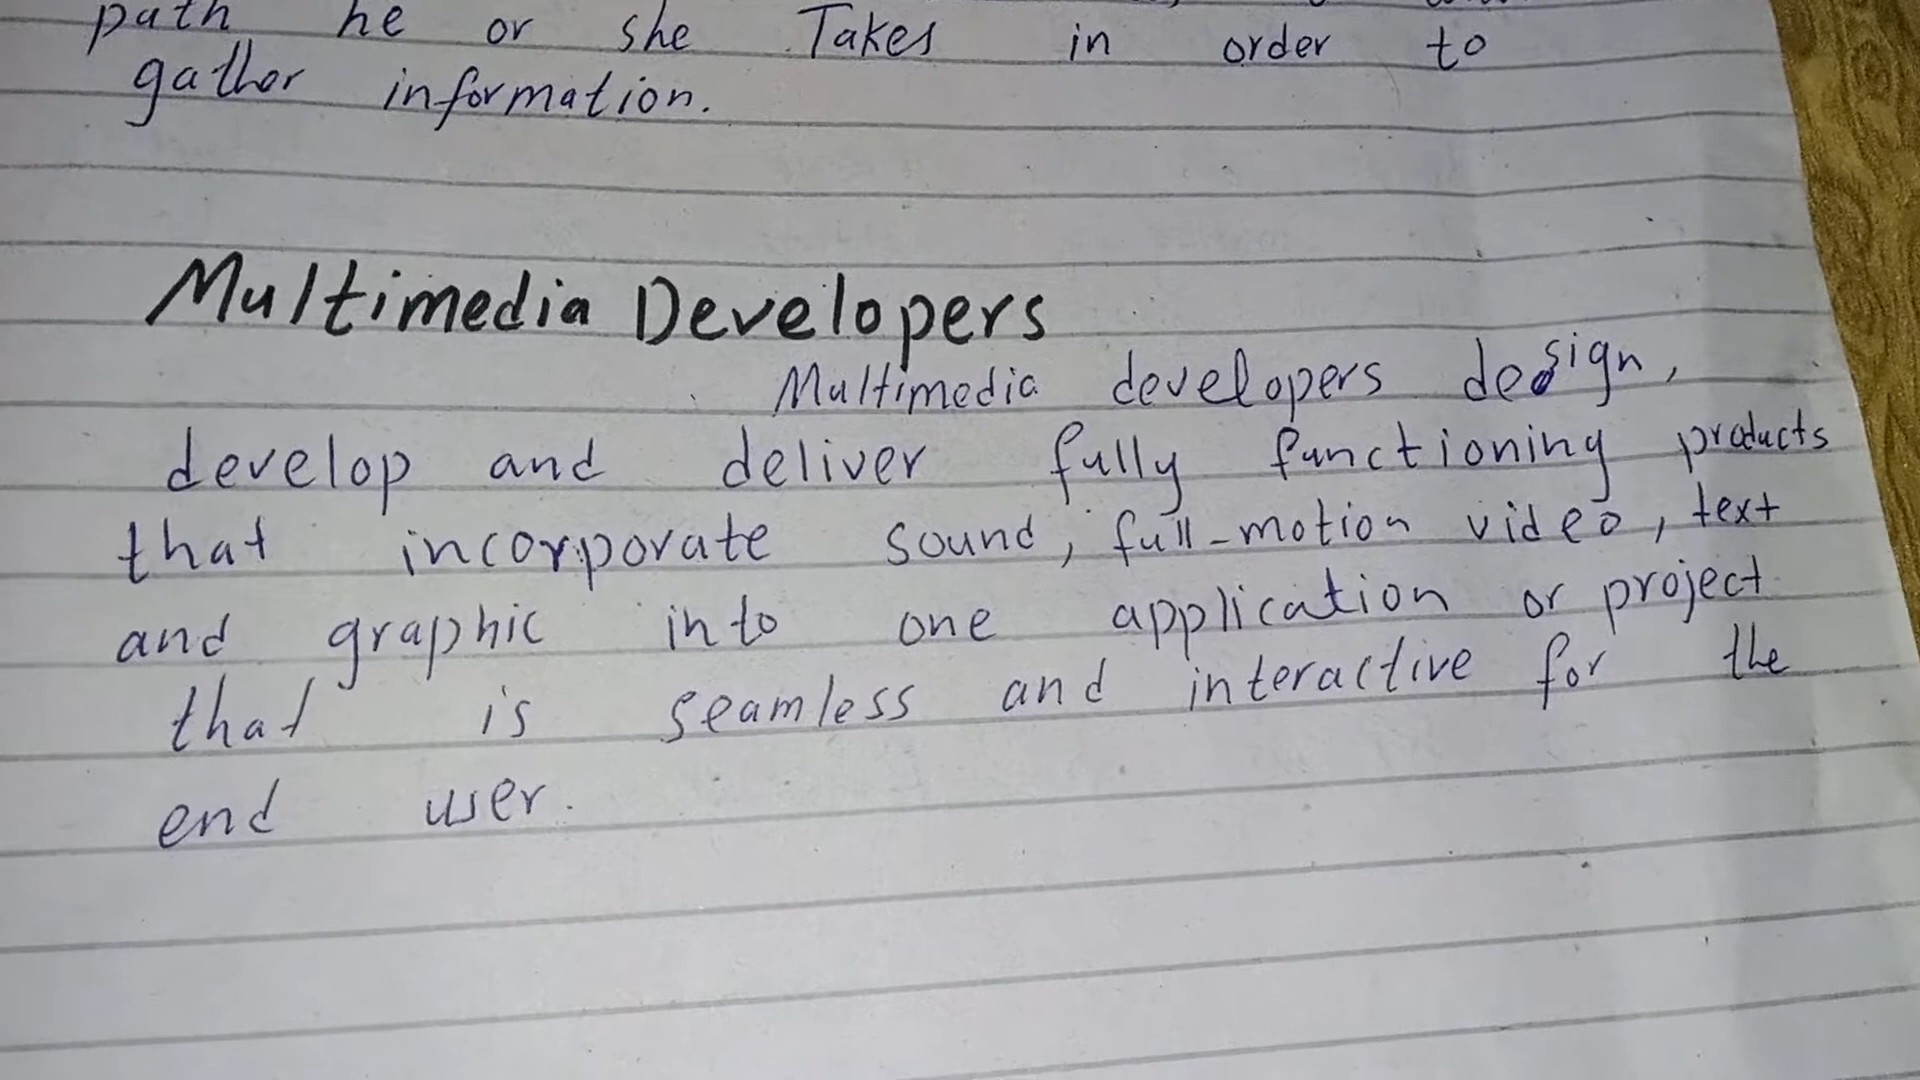 path he or she Takes in order to
gather information.
Multimedia Developers
Multimedia developers design,
develop and deliver fully functioning products
that incorporate sound, full-motion video, text
and graphic into one application or project
that is seamless and interactive for the
end user.